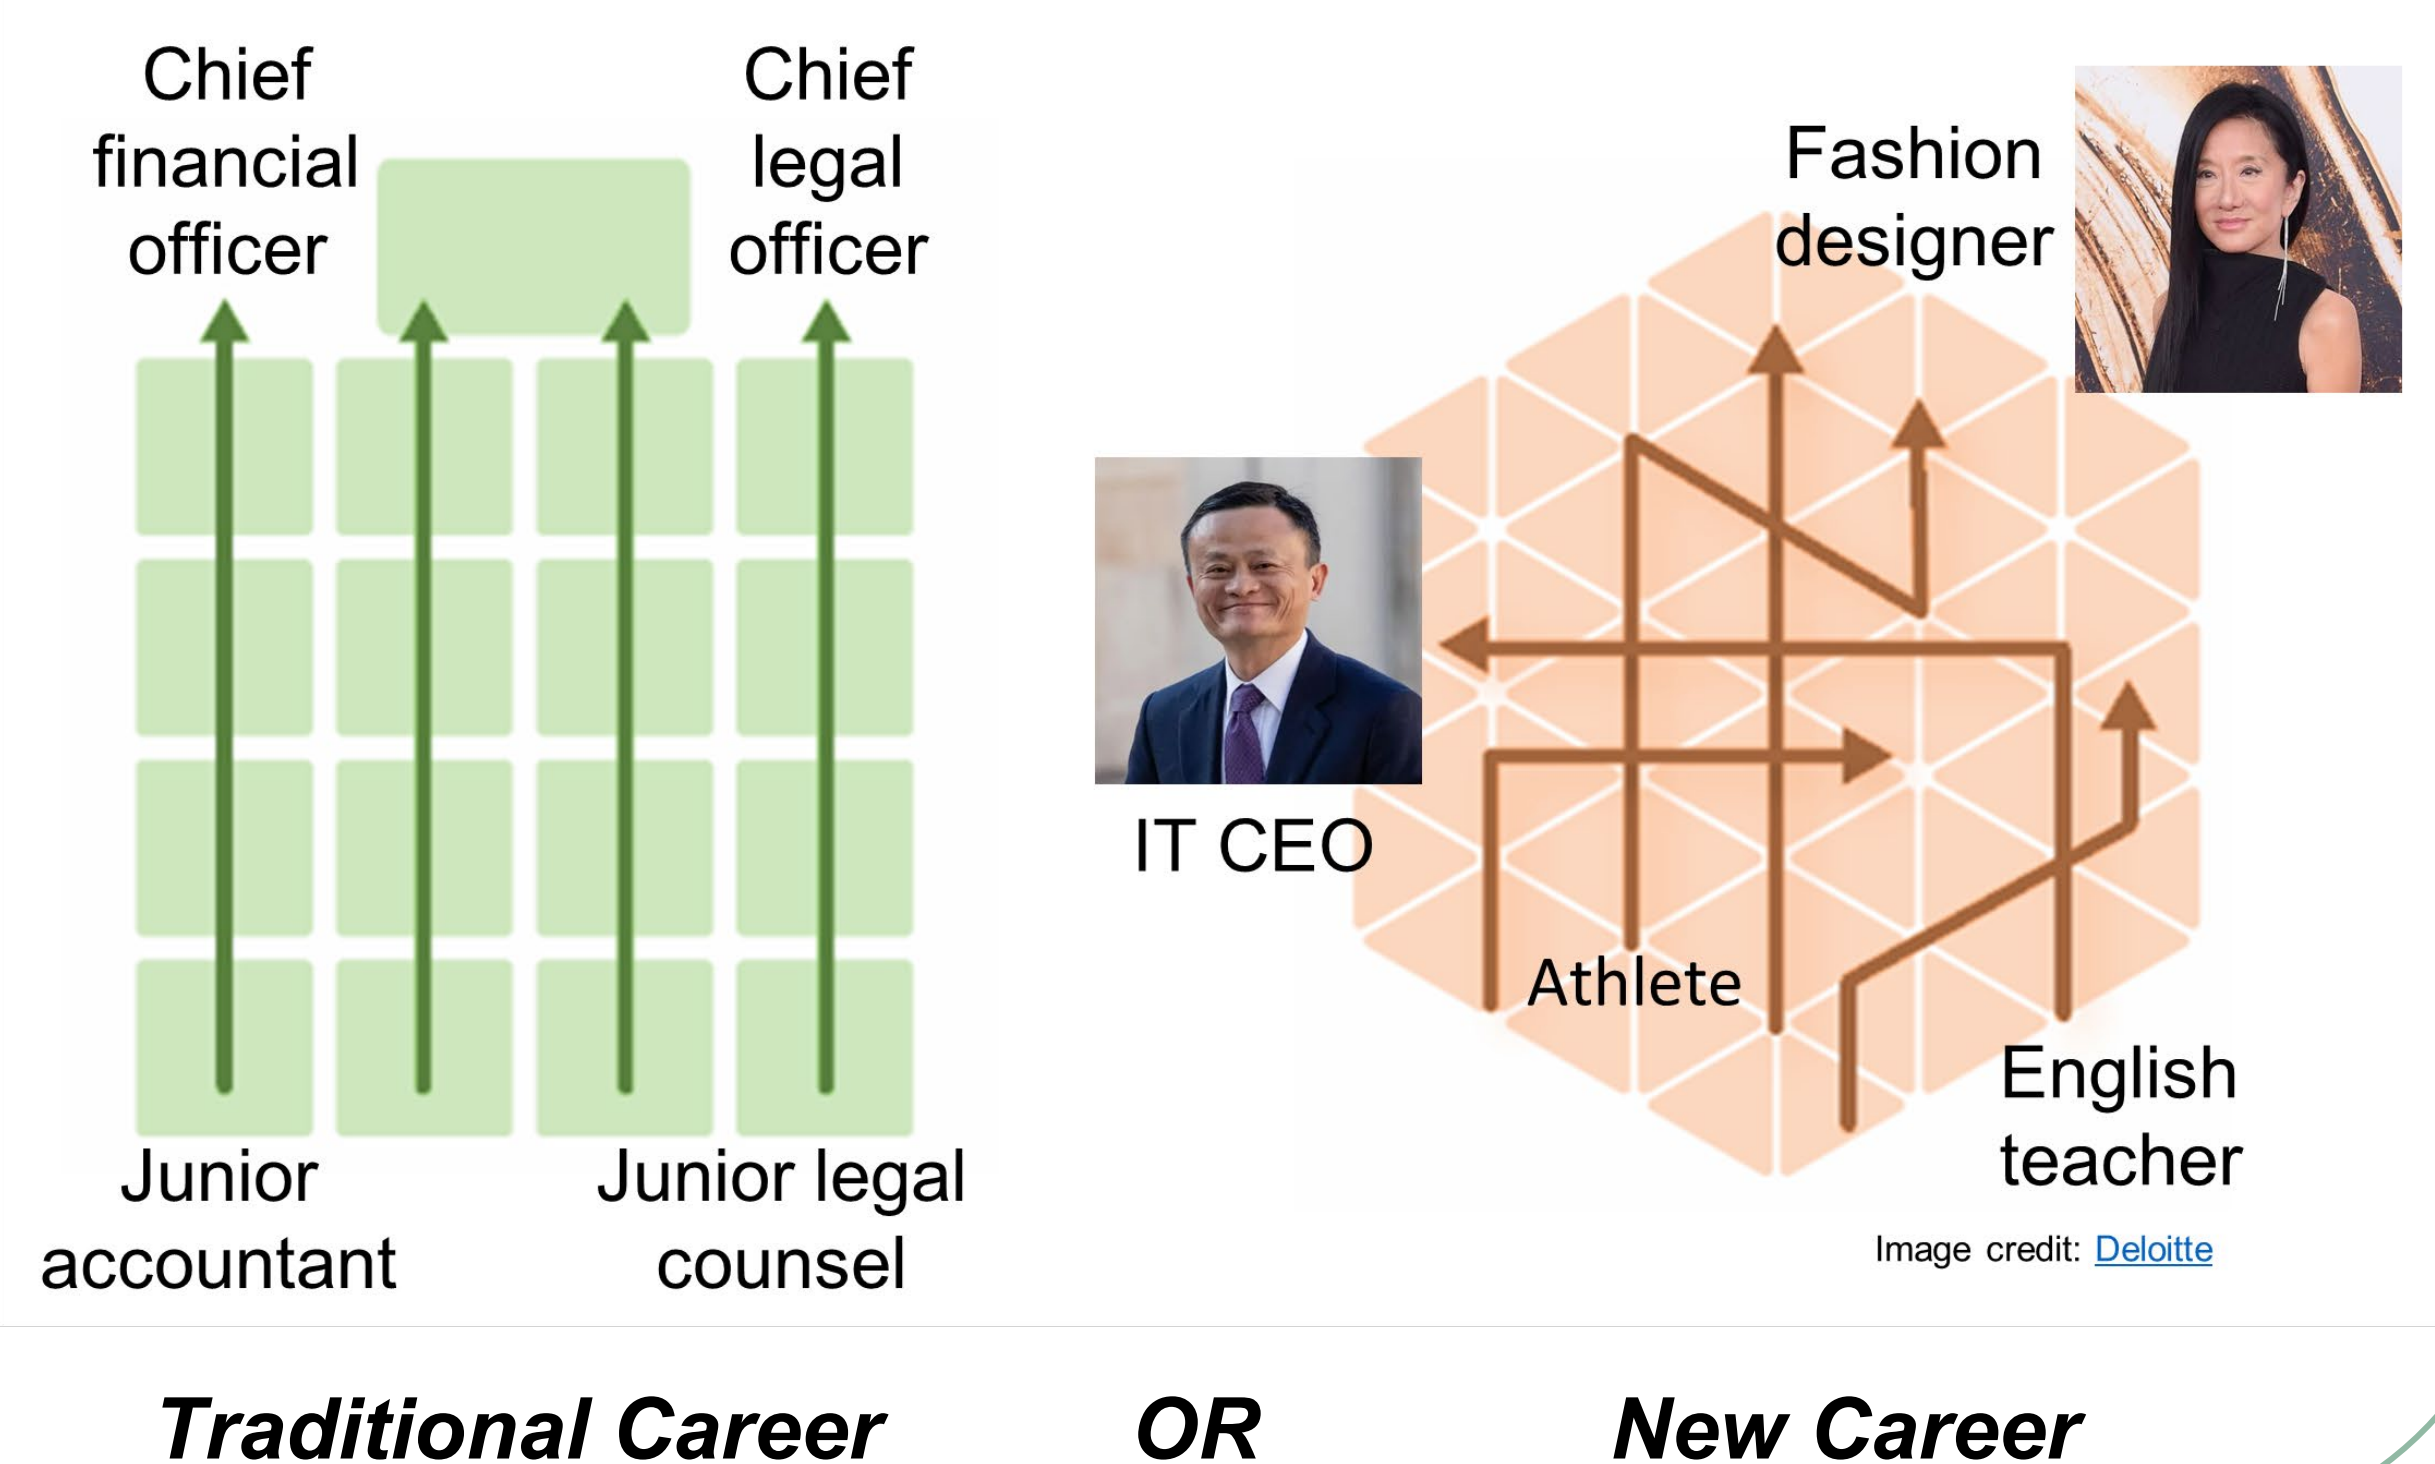 Chief
financial
officer
Chief
legal
officer
Junior
accountant
Junior legal
counsel
Fashion
designer
IT CEO
Athlete
English
teacher
Image credit: Deloitte
Traditional Career OR New Career